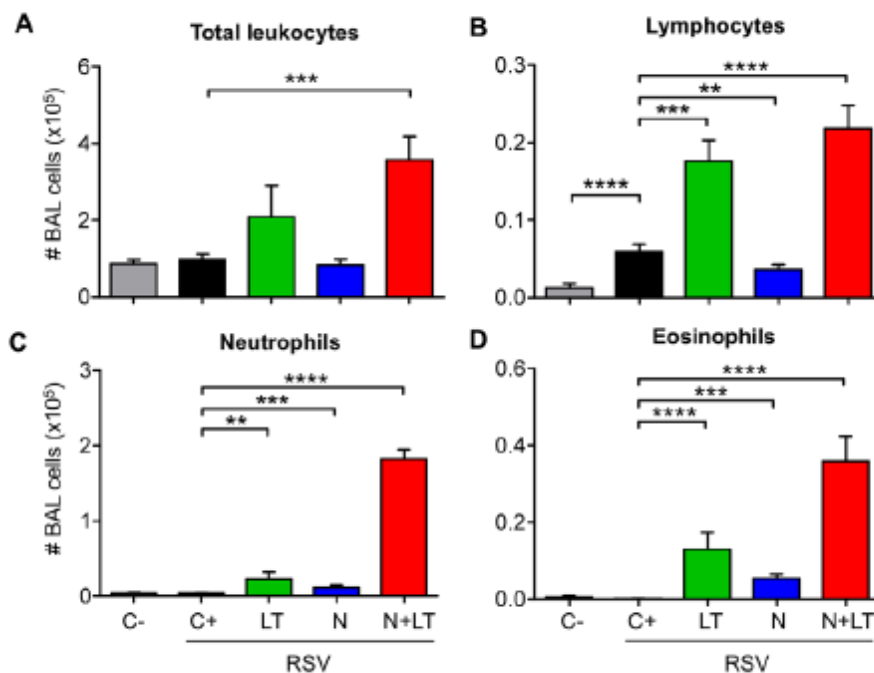 A
Total leukocytes
# BAL cells (x10⁵)
6
4
2
0
***
B
Lymphocytes
0.3
0.2
0.1
0.0
****
**
***
****
C
Neutrophils
# BAL cells (x10⁵)
3
2
1
0
****
***
**
C- C+ LT N N+LT
RSV
D
Eosinophils
0.6
0.4
0.2
0.0
****
***
****
C- C+ LT N N+LT
RSV